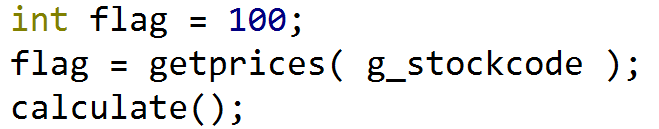 int flag = 100;
flag = getprices( g_stockcode );
calculate();